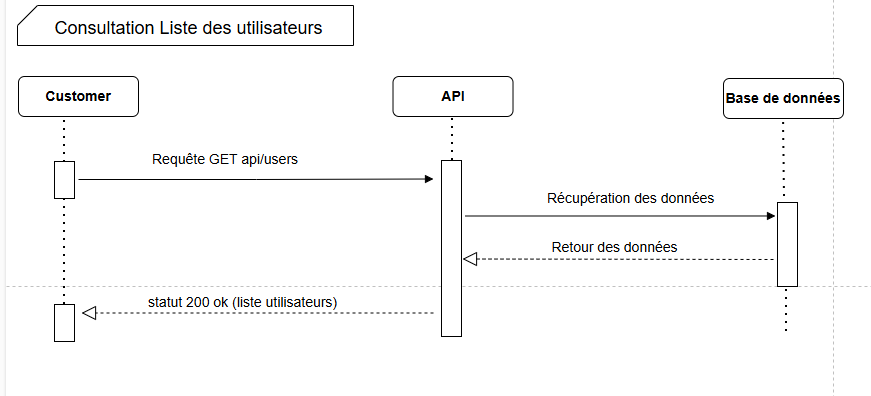 Consultation Liste des utilisateurs
Customer
API
Base de données
Requête GET api/users
Récupération des données
Retour des données
statut 200 ok (liste utilisateurs)